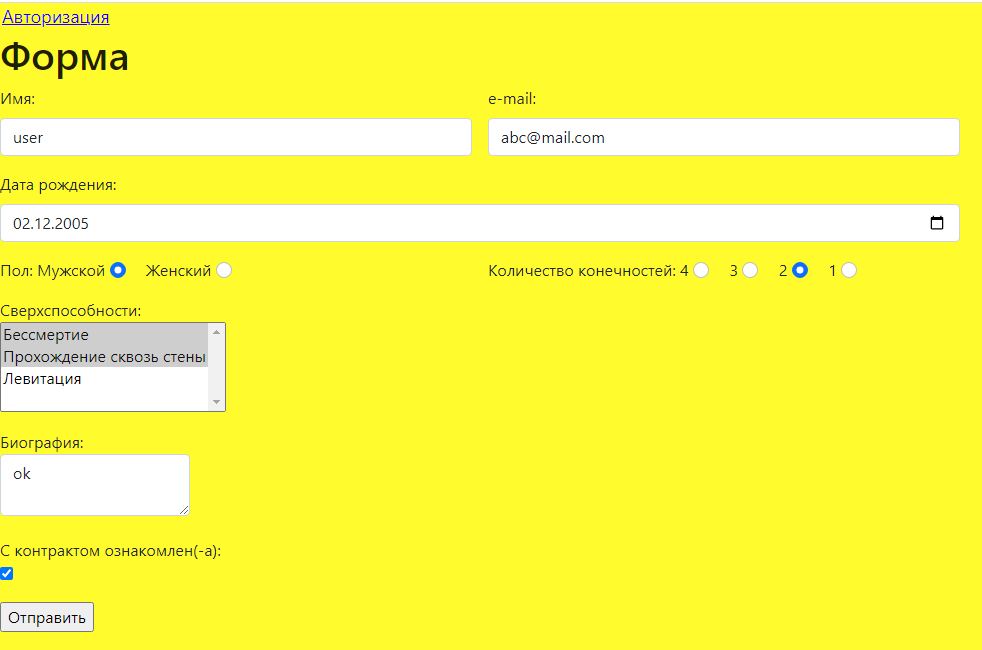 Авторизация
Форма
Имя: e-mail:
user abc@mail.com
Дата рождения:
02.12.2005
Пол: Мужской Женский Количество конечностей: 4 3 2 1
Сверхспособности:
Бессмертие
Прохождение сквозь стены
Левитация
Биография:
ok
С контрактом ознакомлен(-а):
Отправить